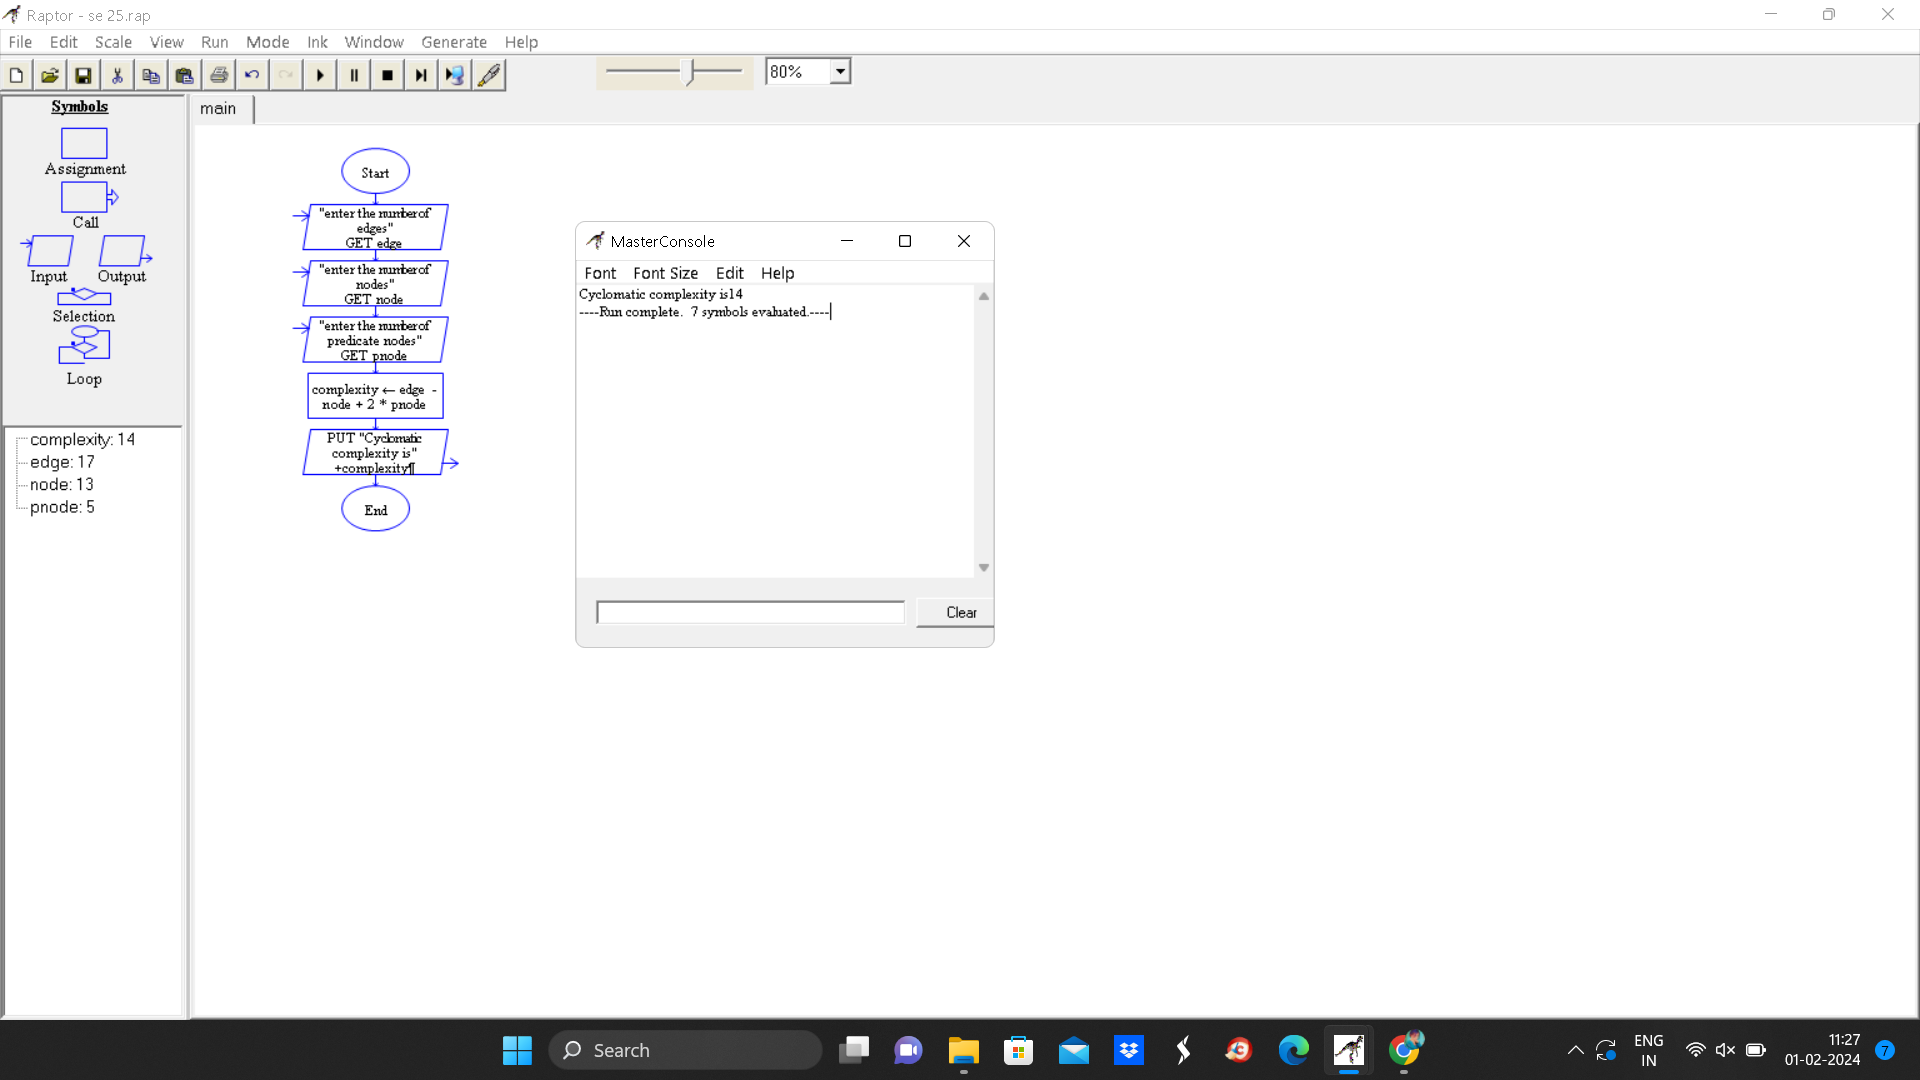 Raptor - se 25.rap
File Edit Scale View Run Mode Ink Window Generate Help
80%
Symbols
main
Assignment
Call
Input Output
Selection
Loop
complexity: 14
edge: 17
node: 13
pnode: 5
Start
"enter the number of
edges"
GET edge
"enter the number of
nodes"
GET node
"enter the number of
predicate nodes"
GET pnode
complexity ← edge -
node + 2 * pnode
PUT "Cyclomatic
complexity is"
+complexity¶
End
MasterConsole
Font Font Size Edit Help
Cyclomatic complexity is14
----Run complete. 7 symbols evaluated.----
Clear
Search
ENG
IN
11:27
01-02-2024
7